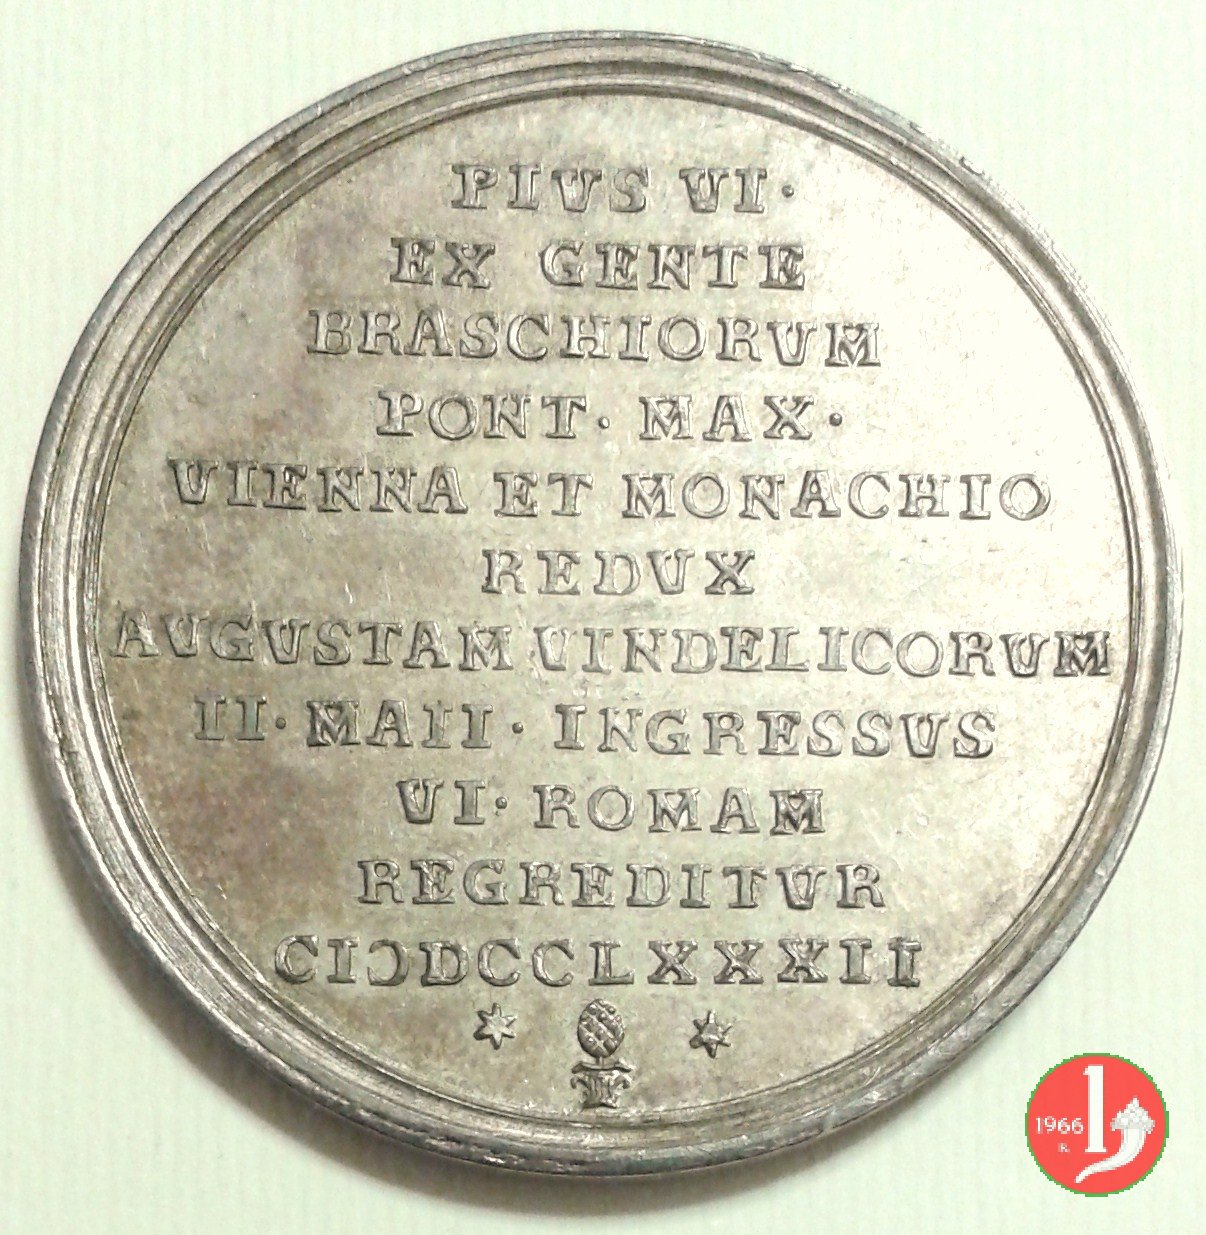 PIVS VI·
EX GENTE
BRASCHIORVM
PONT· MAX·
VIENNA ET MONACHIO
REDVX
AVGVSTAM VINDELICORVM
II· MAII· INGRESSVS
VI· ROMAM
REGREDITVR
CIƆDCCLXXXII
1966
R